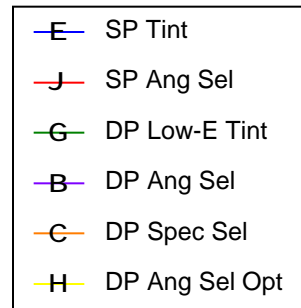 E SP Tint
J SP Ang Sel
G DP Low-E Tint
B DP Ang Sel
C DP Spec Sel
H DP Ang Sel Opt